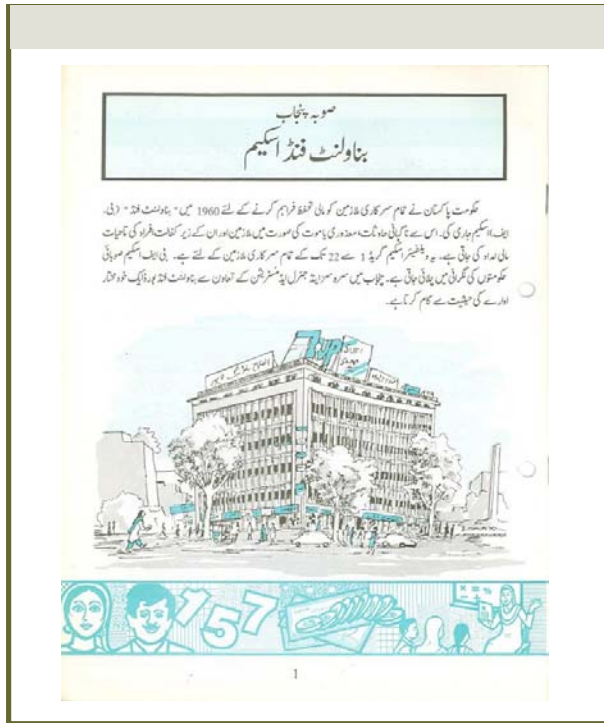 صوبہ پنجاب
بناولنٹ فنڈ اسکیم
حکومت پاکستان نے تمام سرکاری ملازمین کو مالی تحفظ فراہم کرنے کے لئے 1960 میں "بناولنٹ فنڈ" (بی۔
ایف) اسکیم جاری کی۔ اس سے ناگہانی حادثات، معذوری یا موت کی صورت میں ملازمین اور ان کے زیر کفالت افراد کی تاحیات
مالی امداد کی جاتی ہے۔ یہ ویلفیئر اسکیم گریڈ 1 سے 22 تک کے تمام سرکاری ملازمین کے لئے ہے۔ بی ایف اسکیم صوبائی
حکومتوں کی نگرانی میں چلائی جاتی ہے۔ پنجاب میں سروسز اینڈ جنرل ایڈمنسٹریشن کے تعاون سے بناولنٹ فنڈ بورڈ ایک خود مختار
ادارے کی حیثیت سے کام کرتا ہے۔
7up
157
1